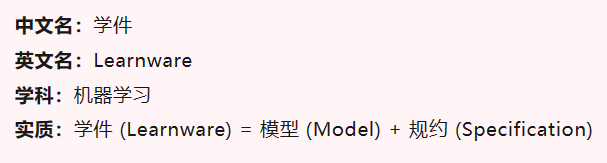 中文名：学件
英文名：Learnware
学科：机器学习
实质：学件 (Learnware) = 模型 (Model) + 规约 (Specification)